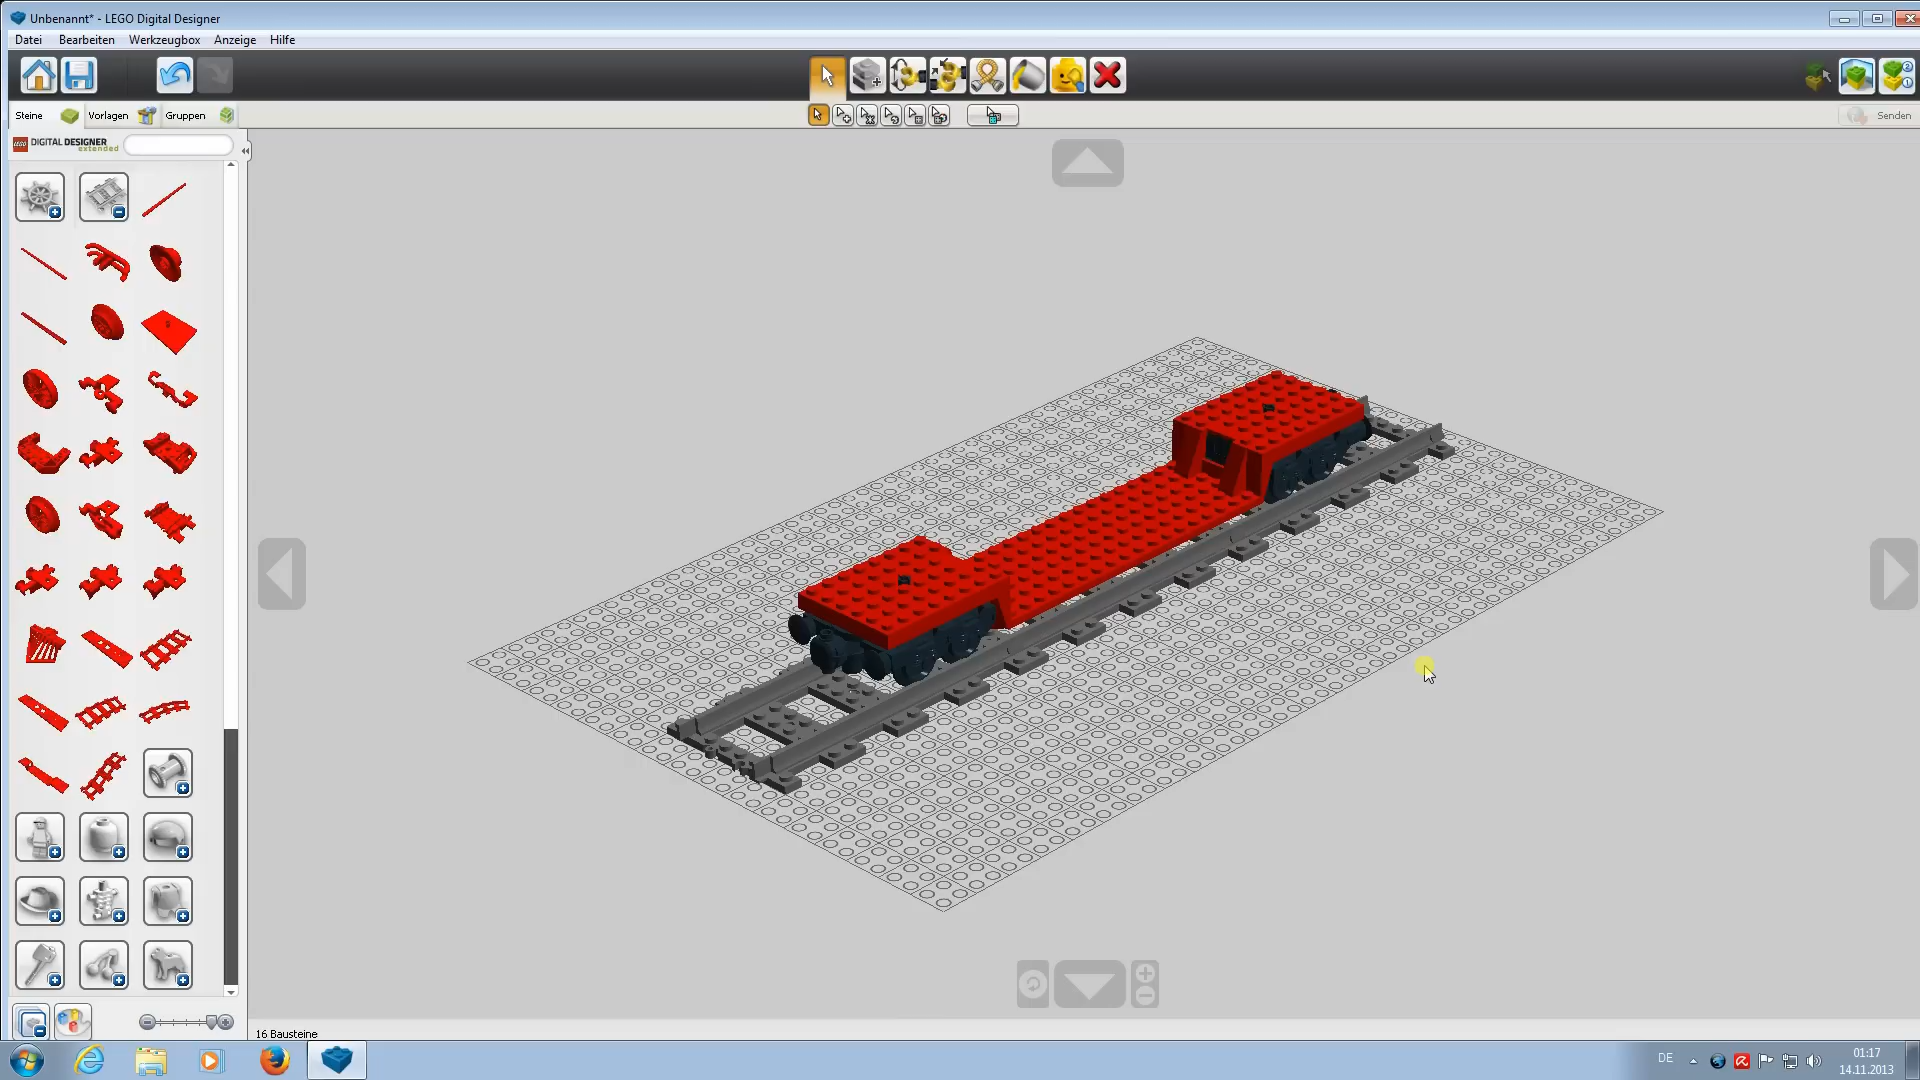 Unbenannt* - LEGO Digital Designer
Datei Bearbeiten Werkzeugbox Anzeige Hilfe
Steine Vorlagen Gruppen
Senden
LEGO DIGITAL DESIGNER
extended
16 Bausteine
DE
01:17
14.11.2013